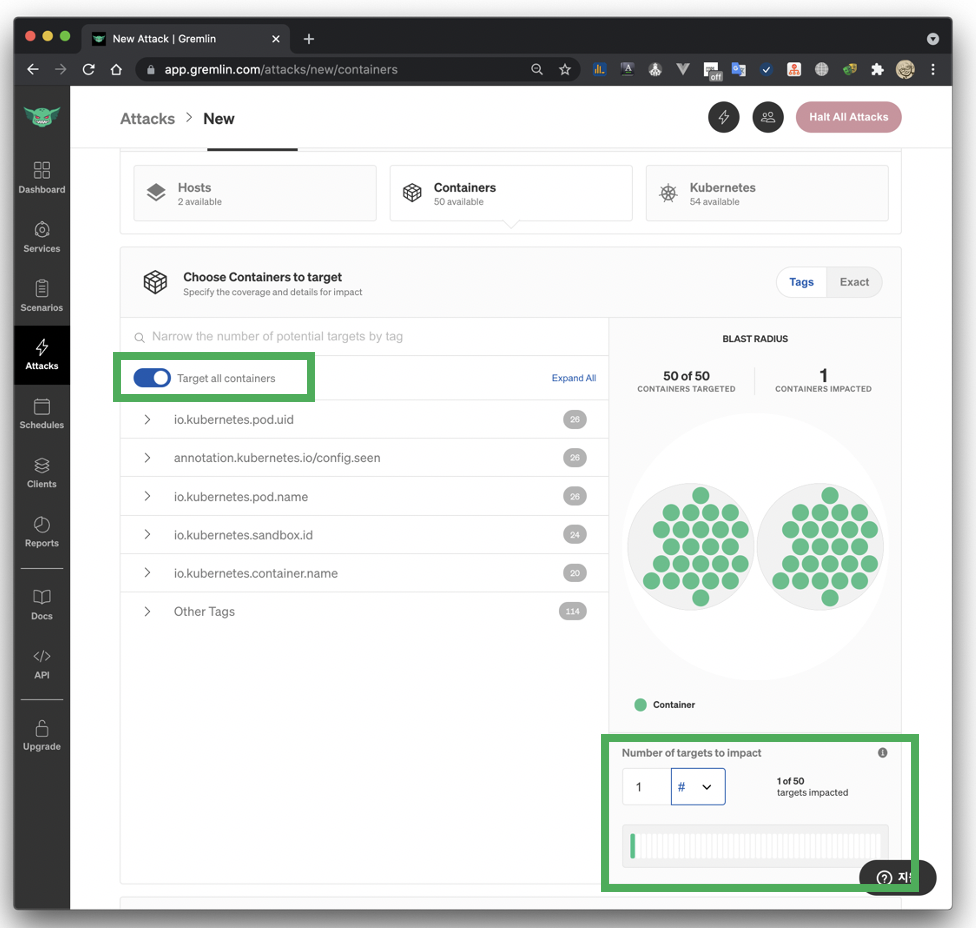 New Attack | Gremlin
app.gremlin.com/attacks/new/containers
off
Attacks > New
Halt All Attacks
Dashboard
Services
Scenarios
Attacks
Schedules
Clients
Reports
Docs
API
Upgrade
Hosts
2 available
Containers
50 available
Kubernetes
54 available
Choose Containers to target
Specify the coverage and details for impact
Tags
Exact
Narrow the number of potential targets by tag
Target all containers
Expand All
io.kubernetes.pod.uid
26
annotation.kubernetes.io/config.seen
26
io.kubernetes.pod.name
26
io.kubernetes.sandbox.id
24
io.kubernetes.container.name
20
Other Tags
114
BLAST RADIUS
50 of 50
CONTAINERS TARGETED
1
CONTAINERS IMPACTED
Container
Number of targets to impact
1
#
1 of 50
targets impacted